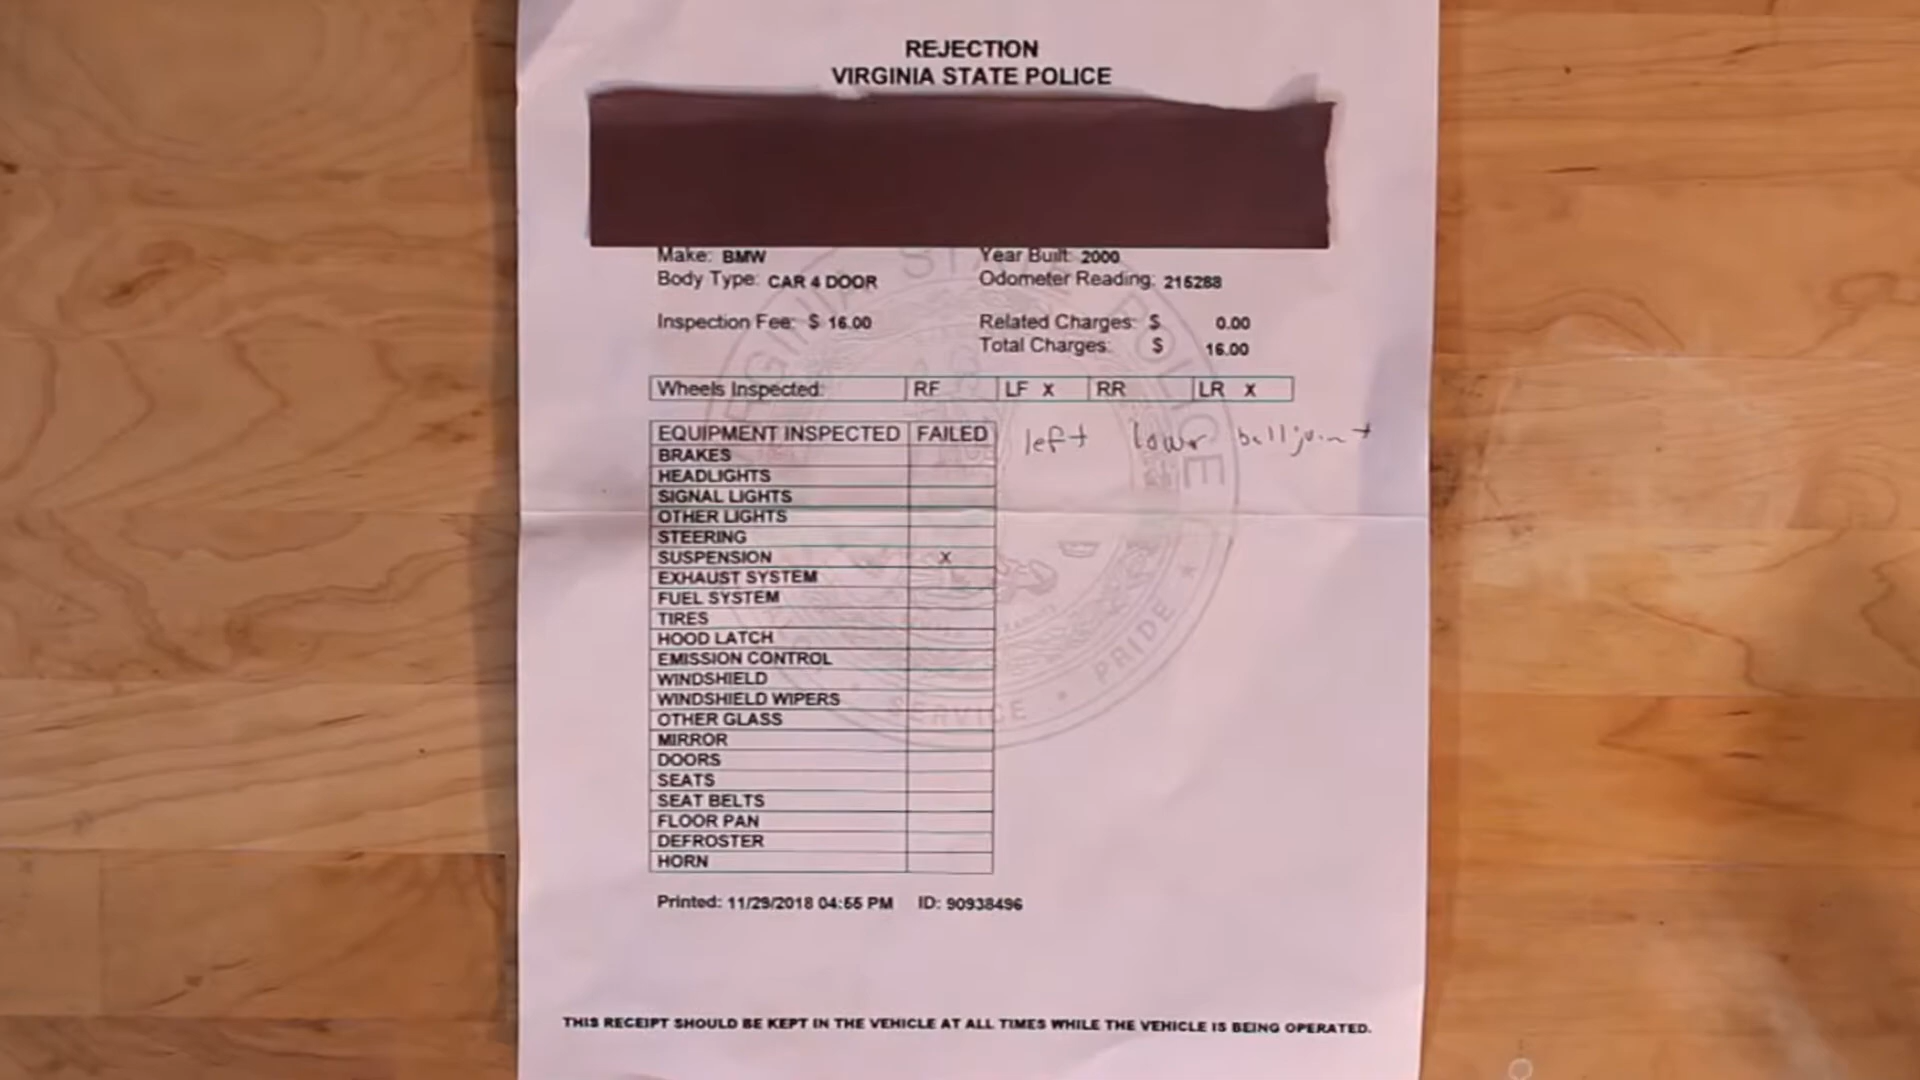 REJECTION
VIRGINIA STATE POLICE
Make: BMW Year Built: 2000
Body Type: CAR 4 DOOR Odometer Reading: 215288
Inspection Fee: $ 16.00 Related Charges: $ 0.00
Total Charges: $ 16.00
Wheels Inspected: RF LF X RR LR X
EQUIPMENT INSPECTED FAILED left lower balljoint
BRAKES
HEADLIGHTS
SIGNAL LIGHTS
OTHER LIGHTS
STEERING
SUSPENSION X
EXHAUST SYSTEM
FUEL SYSTEM
TIRES
HOOD LATCH
EMISSION CONTROL
WINDSHIELD
WINDSHIELD WIPERS
OTHER GLASS
MIRROR
DOORS
SEATS
SEAT BELTS
FLOOR PAN
DEFROSTER
HORN
Printed: 11/29/2018 04:55 PM ID: 90938496
THIS RECEIPT SHOULD BE KEPT IN THE VEHICLE AT ALL TIMES WHILE THE VEHICLE IS BEING OPERATED.
SERVICE • PRIDE